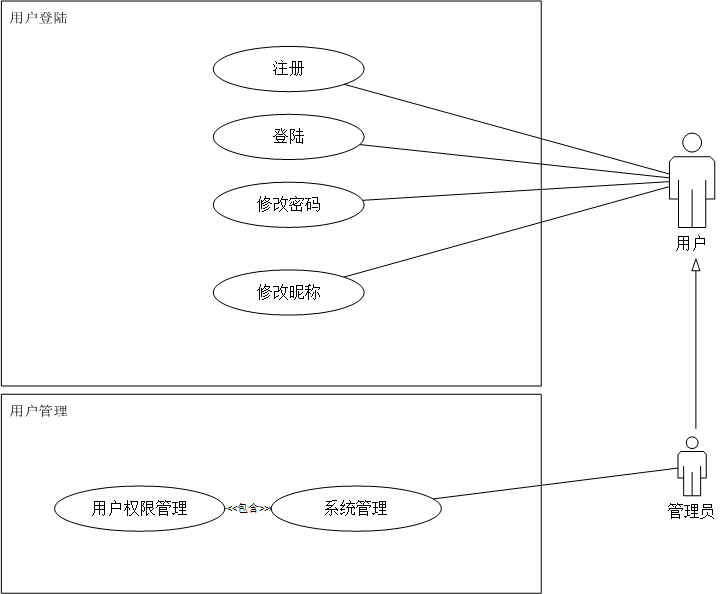 用户登陆
注册
登陆
修改密码
修改昵称
用户
用户管理
用户权限管理
<<包含>>
系统管理
管理员